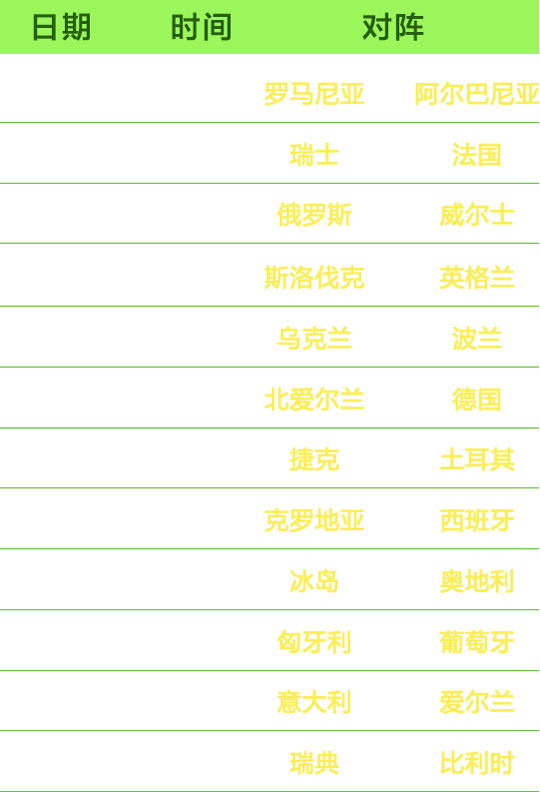 日期 时间 对阵
罗马尼亚 阿尔巴尼亚
瑞士 法国
俄罗斯 威尔士
斯洛伐克 英格兰
乌克兰 波兰
北爱尔兰 德国
捷克 土耳其
克罗地亚 西班牙
冰岛 奥地利
匈牙利 葡萄牙
意大利 爱尔兰
瑞典 比利时